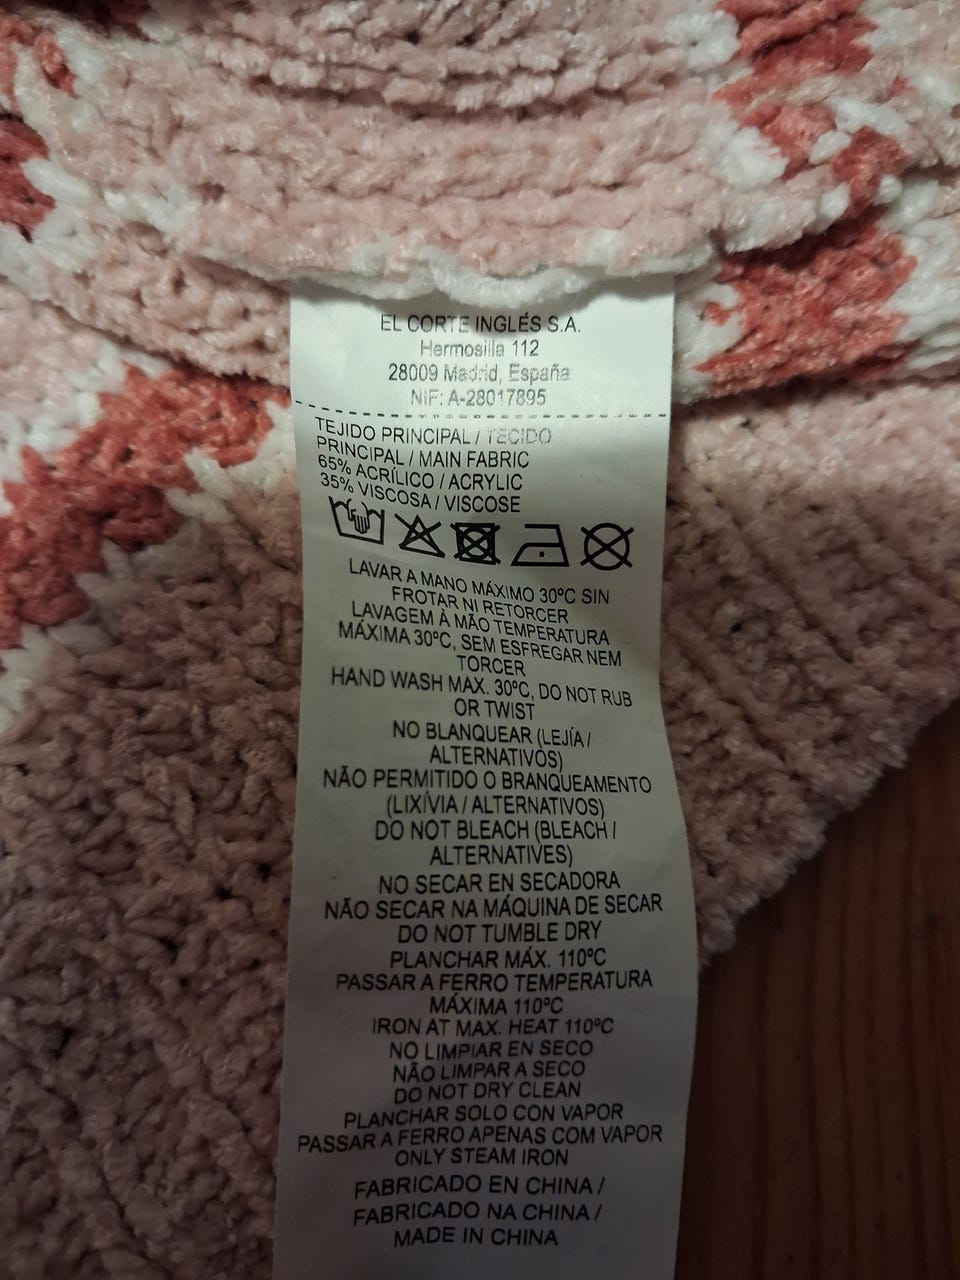 EL CORTE INGLÉS S.A.
Hermosilla 112
28009 Madrid, España
NIF: A-28017895
TEJIDO PRINCIPAL / TECIDO
PRINCIPAL / MAIN FABRIC
65% ACRÍLICO / ACRYLIC
35% VISCOSA / VISCOSE
LAVAR A MANO MÁXIMO 30ºC SIN
FROTAR NI RETORCER
LAVAGEM À MÃO TEMPERATURA
MÁXIMA 30ºC, SEM ESFREGAR NEM
TORCER
HAND WASH MAX. 30ºC, DO NOT RUB
OR TWIST
NO BLANQUEAR (LEJÍA /
ALTERNATIVOS)
NÃO PERMITIDO O BRANQUEAMENTO
(LIXÍVIA / ALTERNATIVOS)
DO NOT BLEACH (BLEACH /
ALTERNATIVES)
NO SECAR EN SECADORA
NÃO SECAR NA MÁQUINA DE SECAR
DO NOT TUMBLE DRY
PLANCHAR MÁX. 110ºC
PASSAR A FERRO TEMPERATURA
MÁXIMA 110ºC
IRON AT MAX. HEAT 110ºC
NO LIMPIAR EN SECO
NÃO LIMPAR A SECO
DO NOT DRY CLEAN
PLANCHAR SOLO CON VAPOR
PASSAR A FERRO APENAS COM VAPOR
ONLY STEAM IRON
FABRICADO EN CHINA /
FABRICADO NA CHINA /
MADE IN CHINA